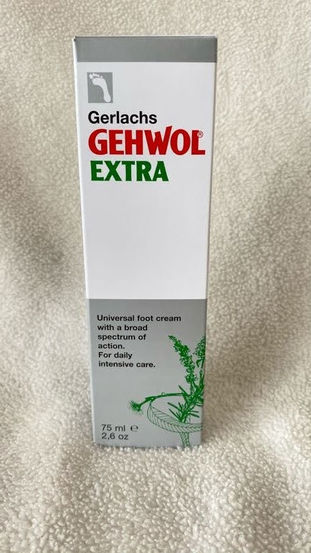 Gerlachs
GEHWOL®
EXTRA
Universal foot cream
with a broad
spectrum of
action.
For daily
intensive care.
75 ml ℮
2,6 oz